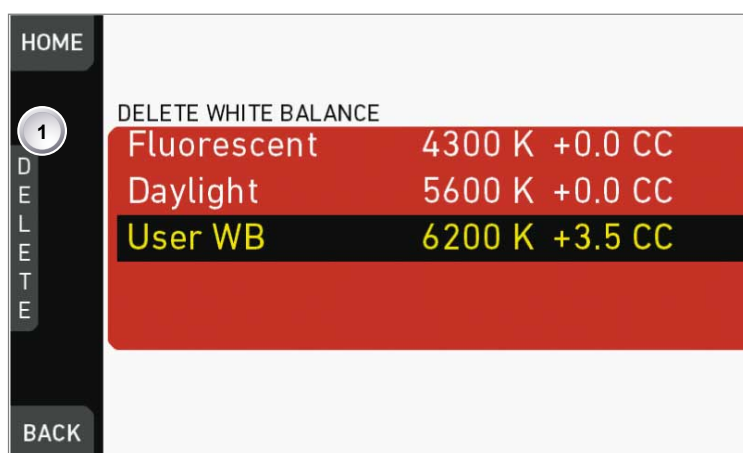 HOME
1
DELETE
DELETE WHITE BALANCE
Fluorescent 4300 K +0.0 CC
Daylight 5600 K +0.0 CC
User WB 6200 K +3.5 CC
BACK